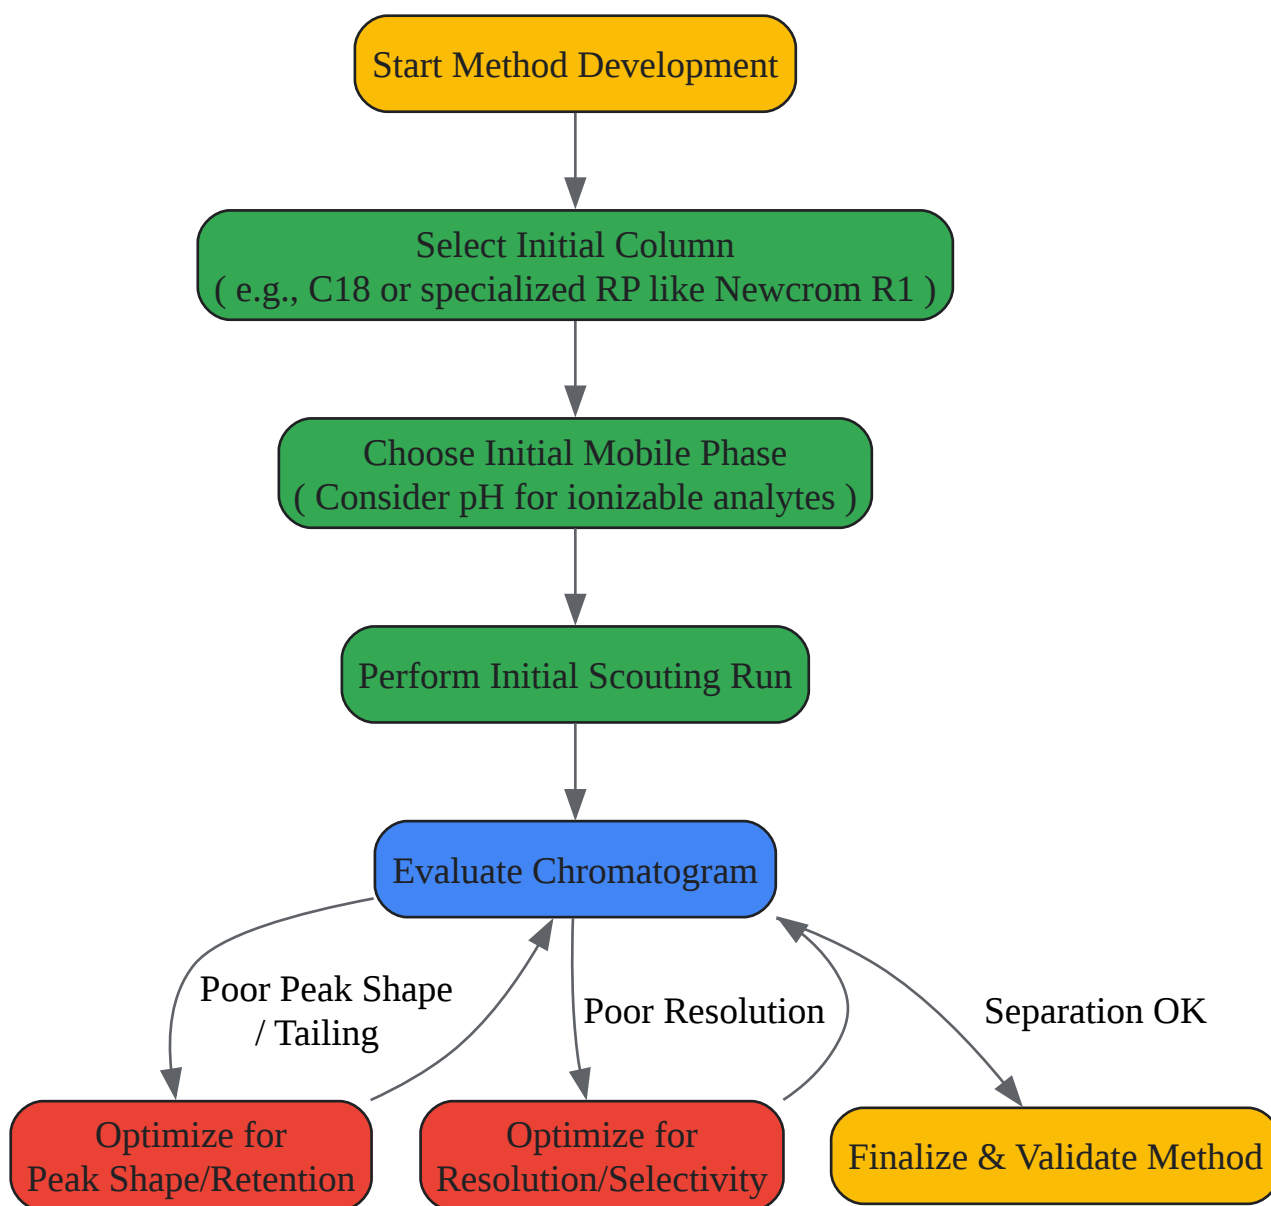 Start Method Development
Select Initial Column
( e.g., C18 or specialized RP like Newcrom R1 )
Choose Initial Mobile Phase
( Consider pH for ionizable analytes )
Perform Initial Scouting Run
Evaluate Chromatogram
Poor Peak Shape
/ Tailing
Poor Resolution
Separation OK
Optimize for
Peak Shape/Retention
Optimize for
Resolution/Selectivity
Finalize & Validate Method